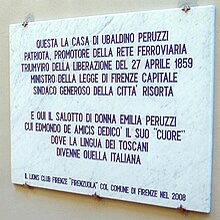 QUESTA LA CASA DI UBALDINO PERUZZI
PATRIOTA, PROMOTORE DELLA RETE FERROVIARIA
TRIUMVIRO DELLA LIBERAZIONE DEL 27 APRILE 1859
MINISTRO DELLA LEGGE DI FIRENZE CAPITALE
SINDACO GENEROSO DELLA CITTA' RISORTA
E QUI IL SALOTTO DI DONNA EMILIA PERUZZI
CUI EDMONDO DE AMICIS DEDICO' IL SUO "CUORE"
DOVE LA LINGUA DEI TOSCANI
DIVENNE QUELLA ITALIANA
IL LIONS CLUB FIRENZE "FIRENZUOLA" COL COMUNE DI FIRENZE NEL 2008